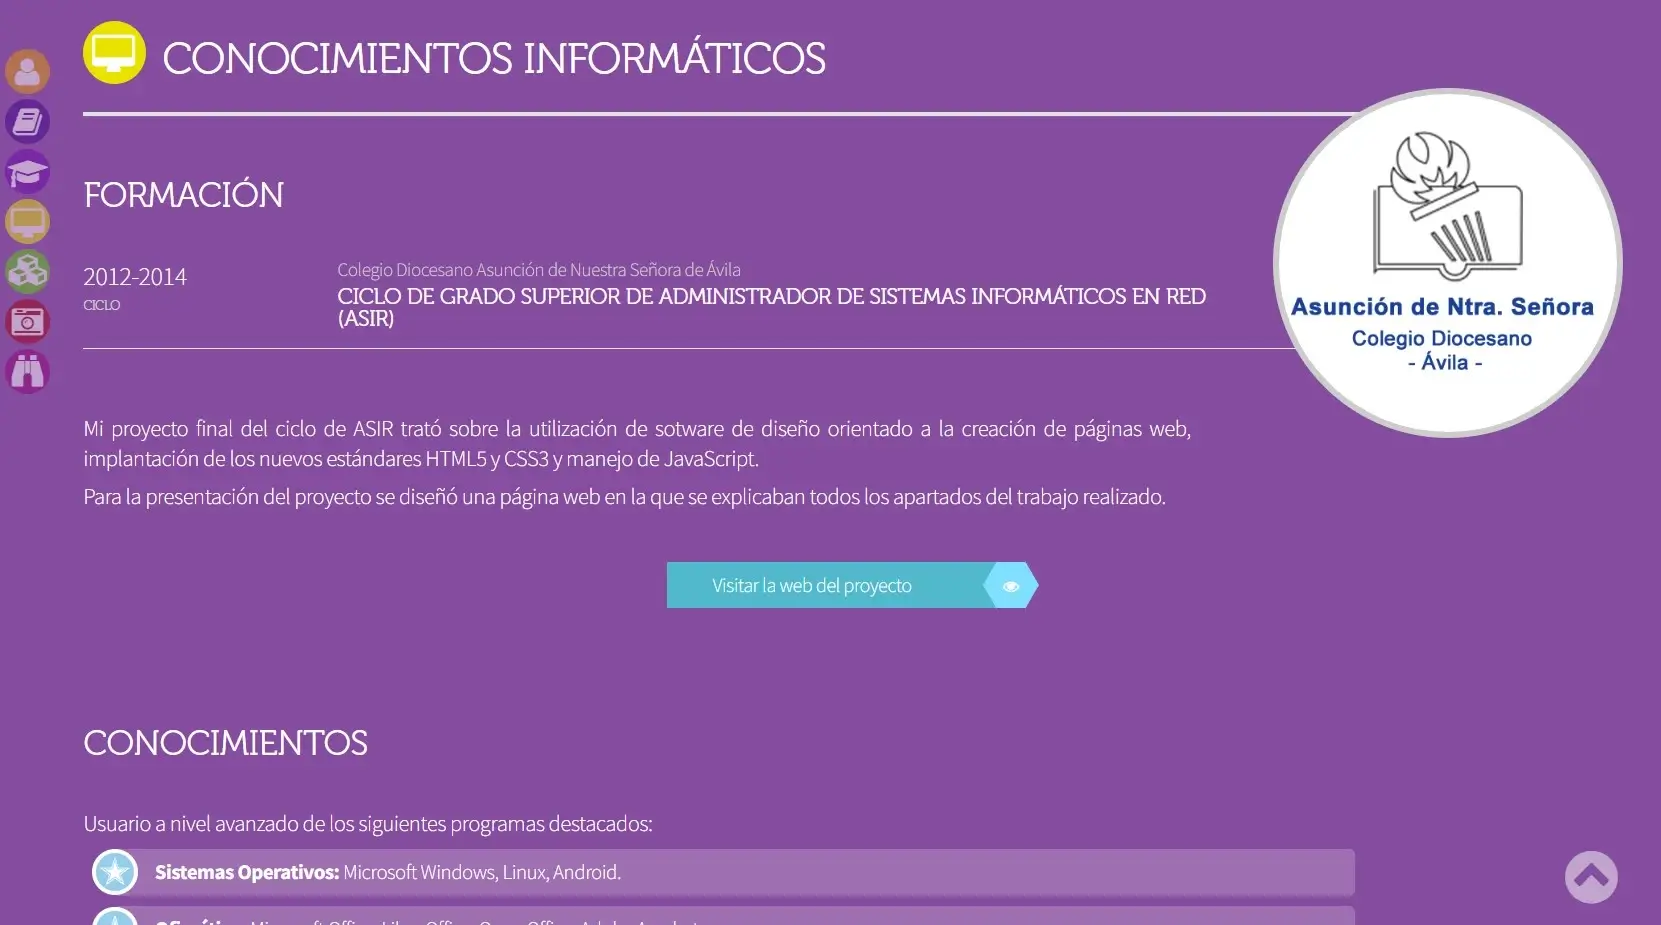 CONOCIMIENTOS INFORMÁTICOS
FORMACIÓN
2012-2014
CICLO
Colegio Diocesano Asunción de Nuestra Señora de Ávila
CICLO DE GRADO SUPERIOR DE ADMINISTRADOR DE SISTEMAS INFORMÁTICOS EN RED
(ASIR)
Asunción de Ntra. Señora
Colegio Diocesano
- Ávila -
Mi proyecto final del ciclo de ASIR trató sobre la utilización de sotware de diseño orientado a la creación de páginas web,
implantación de los nuevos estándares HTML5 y CSS3 y manejo de JavaScript.
Para la presentación del proyecto se diseñó una página web en la que se explicaban todos los apartados del trabajo realizado.
Visitar la web del proyecto
CONOCIMIENTOS
Usuario a nivel avanzado de los siguientes programas destacados:
Sistemas Operativos: Microsoft Windows, Linux, Android.